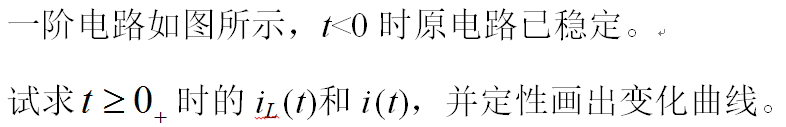 一阶电路如图所示，t<0 时原电路已稳定。
试求 t ≥ 0₊ 时的 i_L(t)和 i(t)，并定性画出变化曲线。